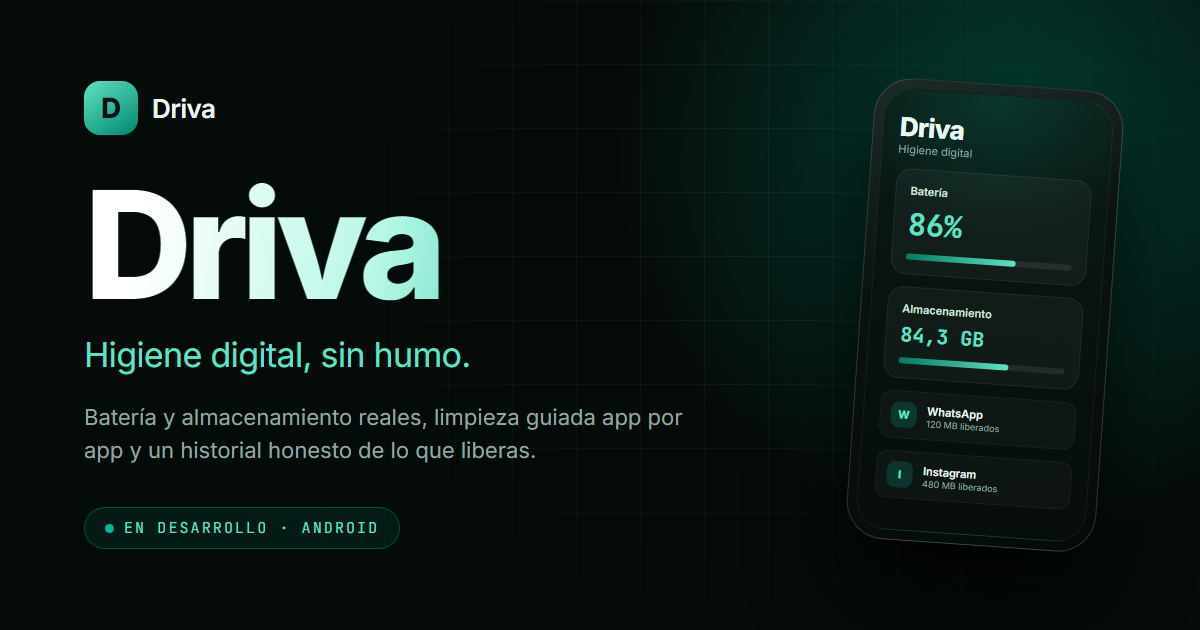 D
Driva
Driva
Higiene digital, sin humo.
Batería y almacenamiento reales, limpieza guiada app por
app y un historial honesto de lo que liberas.
EN DESARROLLO · ANDROID
Driva
Higiene digital
Batería
86%
Almacenamiento
84,3 GB
W
WhatsApp
120 MB liberados
I
Instagram
480 MB liberados